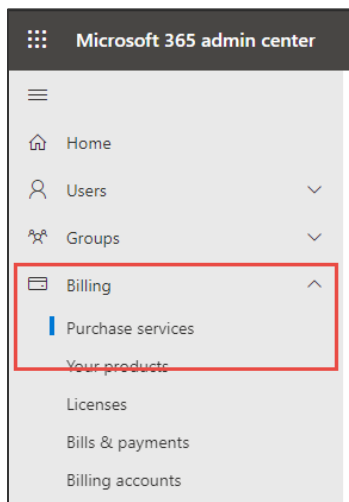 Microsoft 365 admin center
Home
Users
Groups
Billing
Purchase services
Your products
Licenses
Bills & payments
Billing accounts